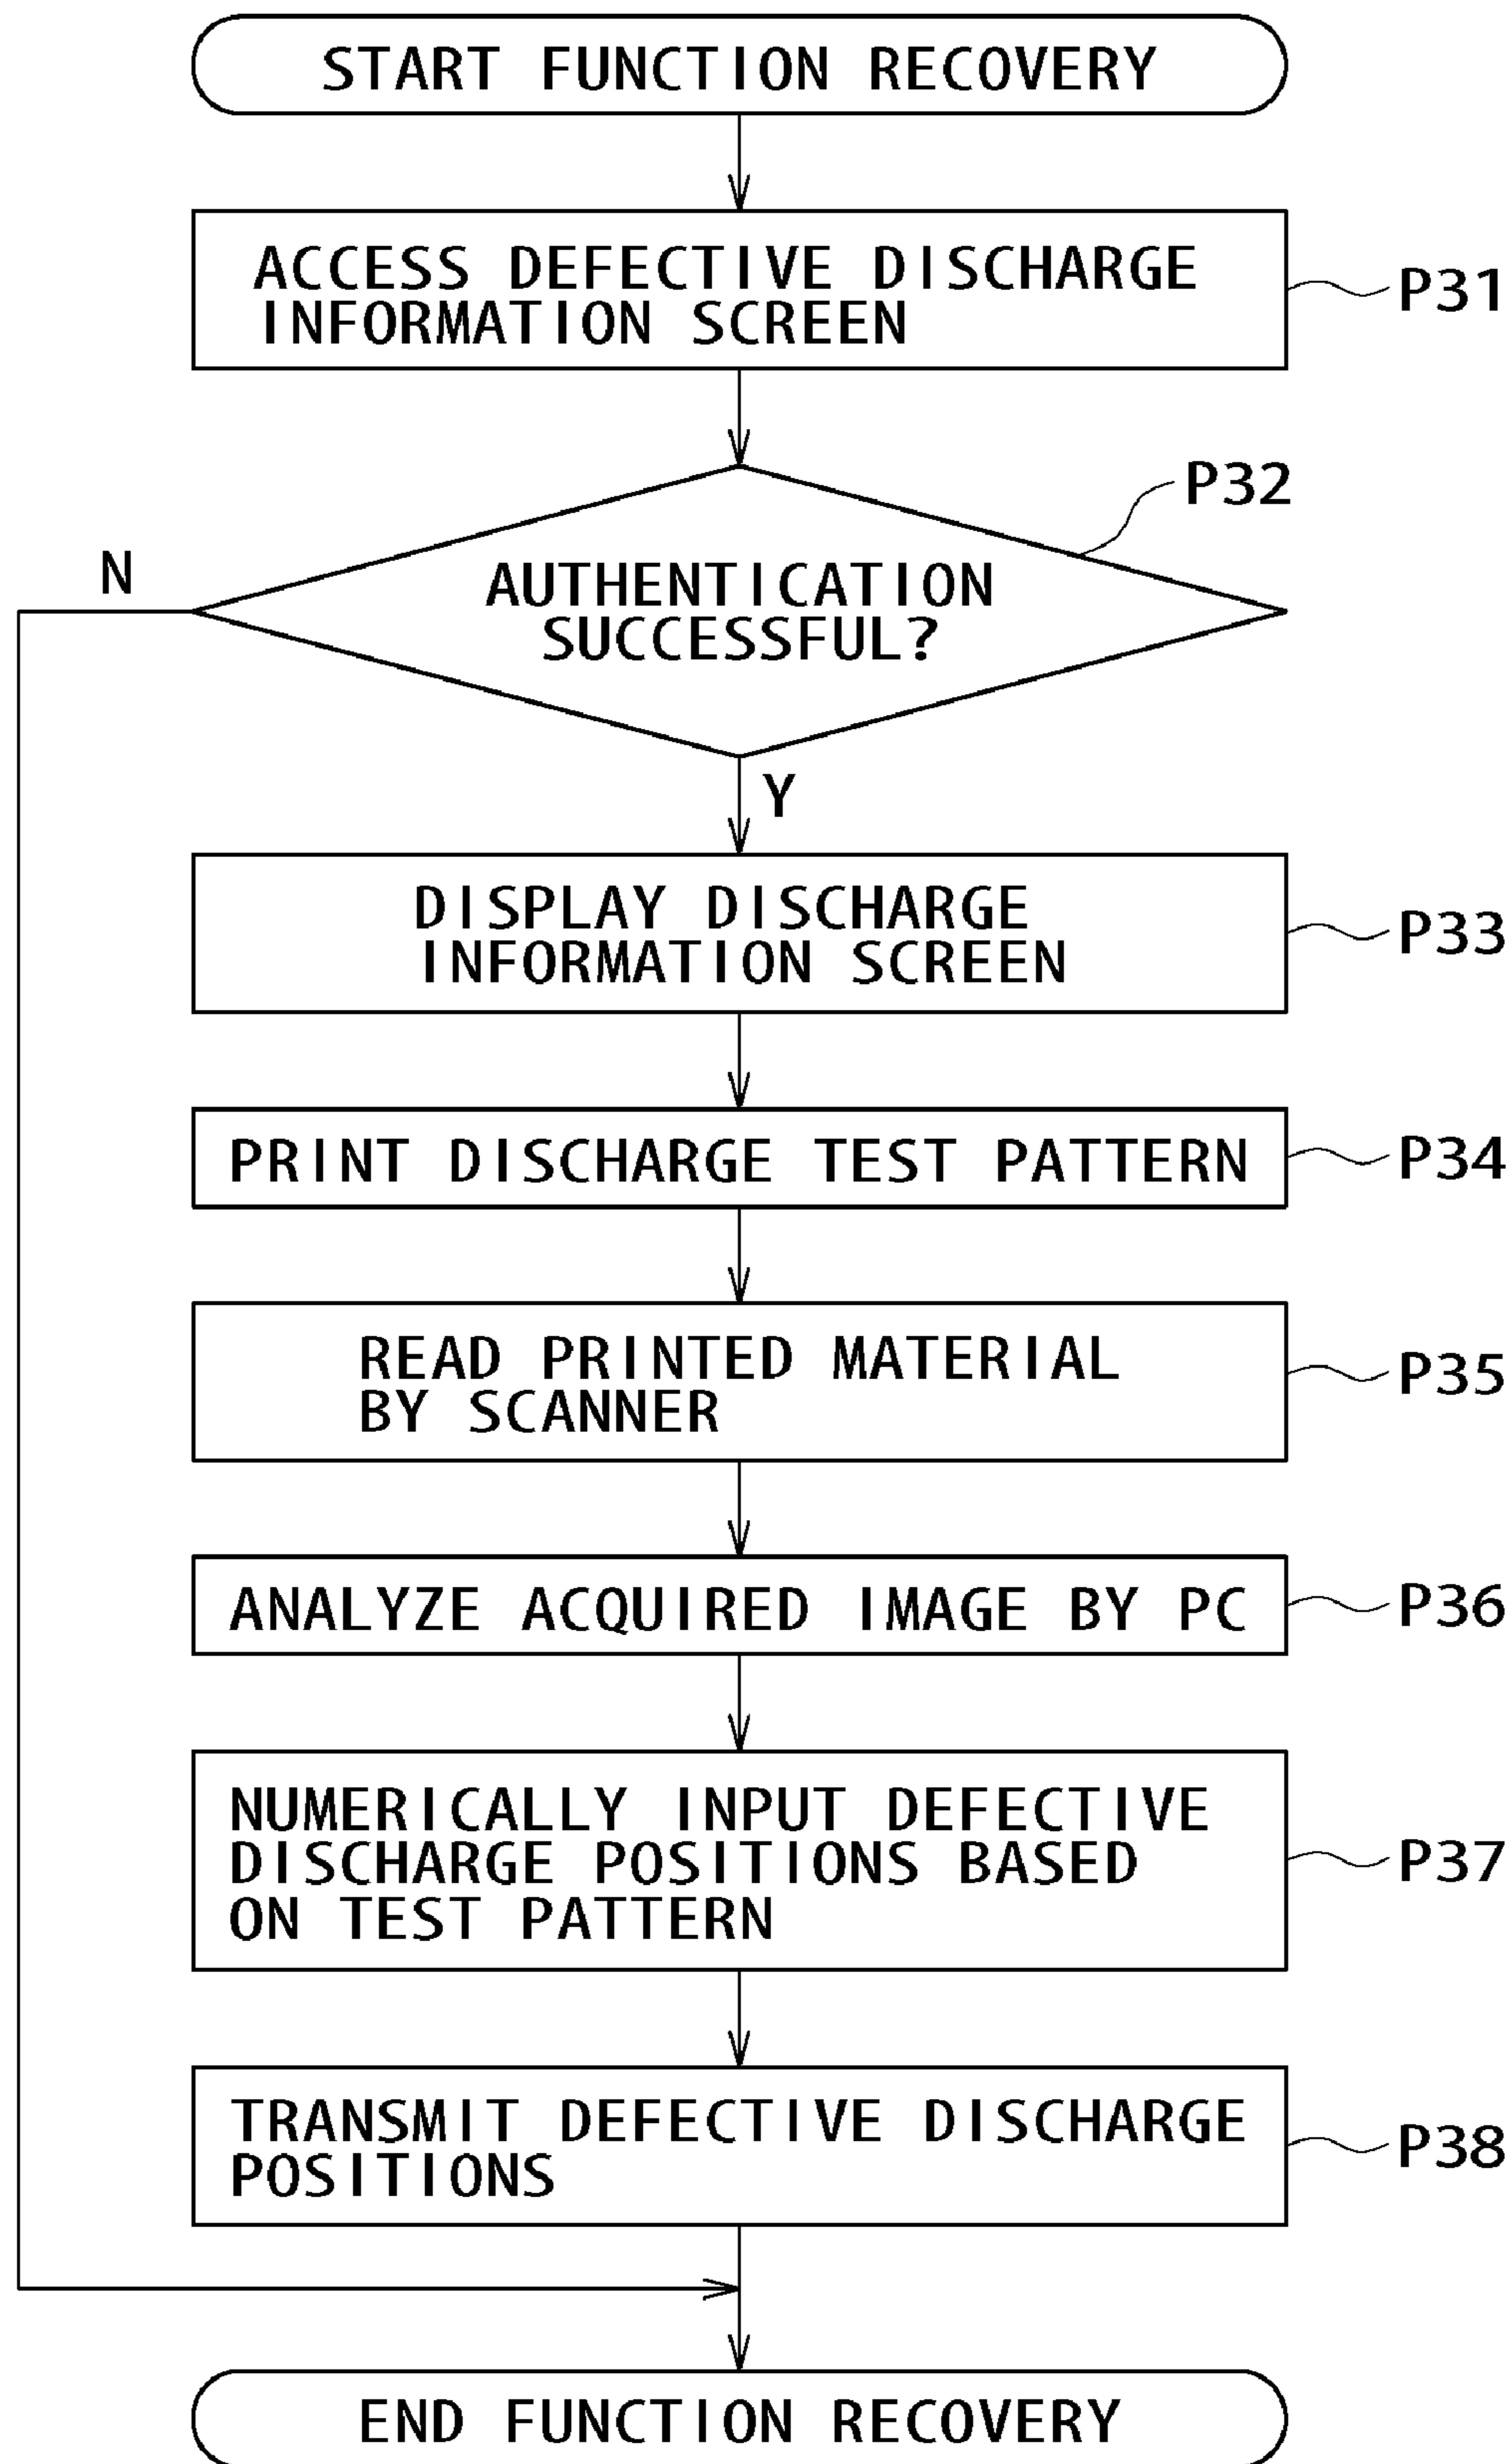 START FUNCTION RECOVERY
ACCESS DEFECTIVE DISCHARGE
INFORMATION SCREEN
P31
P32
N
AUTHENTICATION
SUCCESSFUL?
Y
DISPLAY DISCHARGE
INFORMATION SCREEN
P33
PRINT DISCHARGE TEST PATTERN
P34
READ PRINTED MATERIAL
BY SCANNER
P35
ANALYZE ACQUIRED IMAGE BY PC
P36
NUMERICALLY INPUT DEFECTIVE
DISCHARGE POSITIONS BASED
ON TEST PATTERN
P37
TRANSMIT DEFECTIVE DISCHARGE
POSITIONS
P38
END FUNCTION RECOVERY